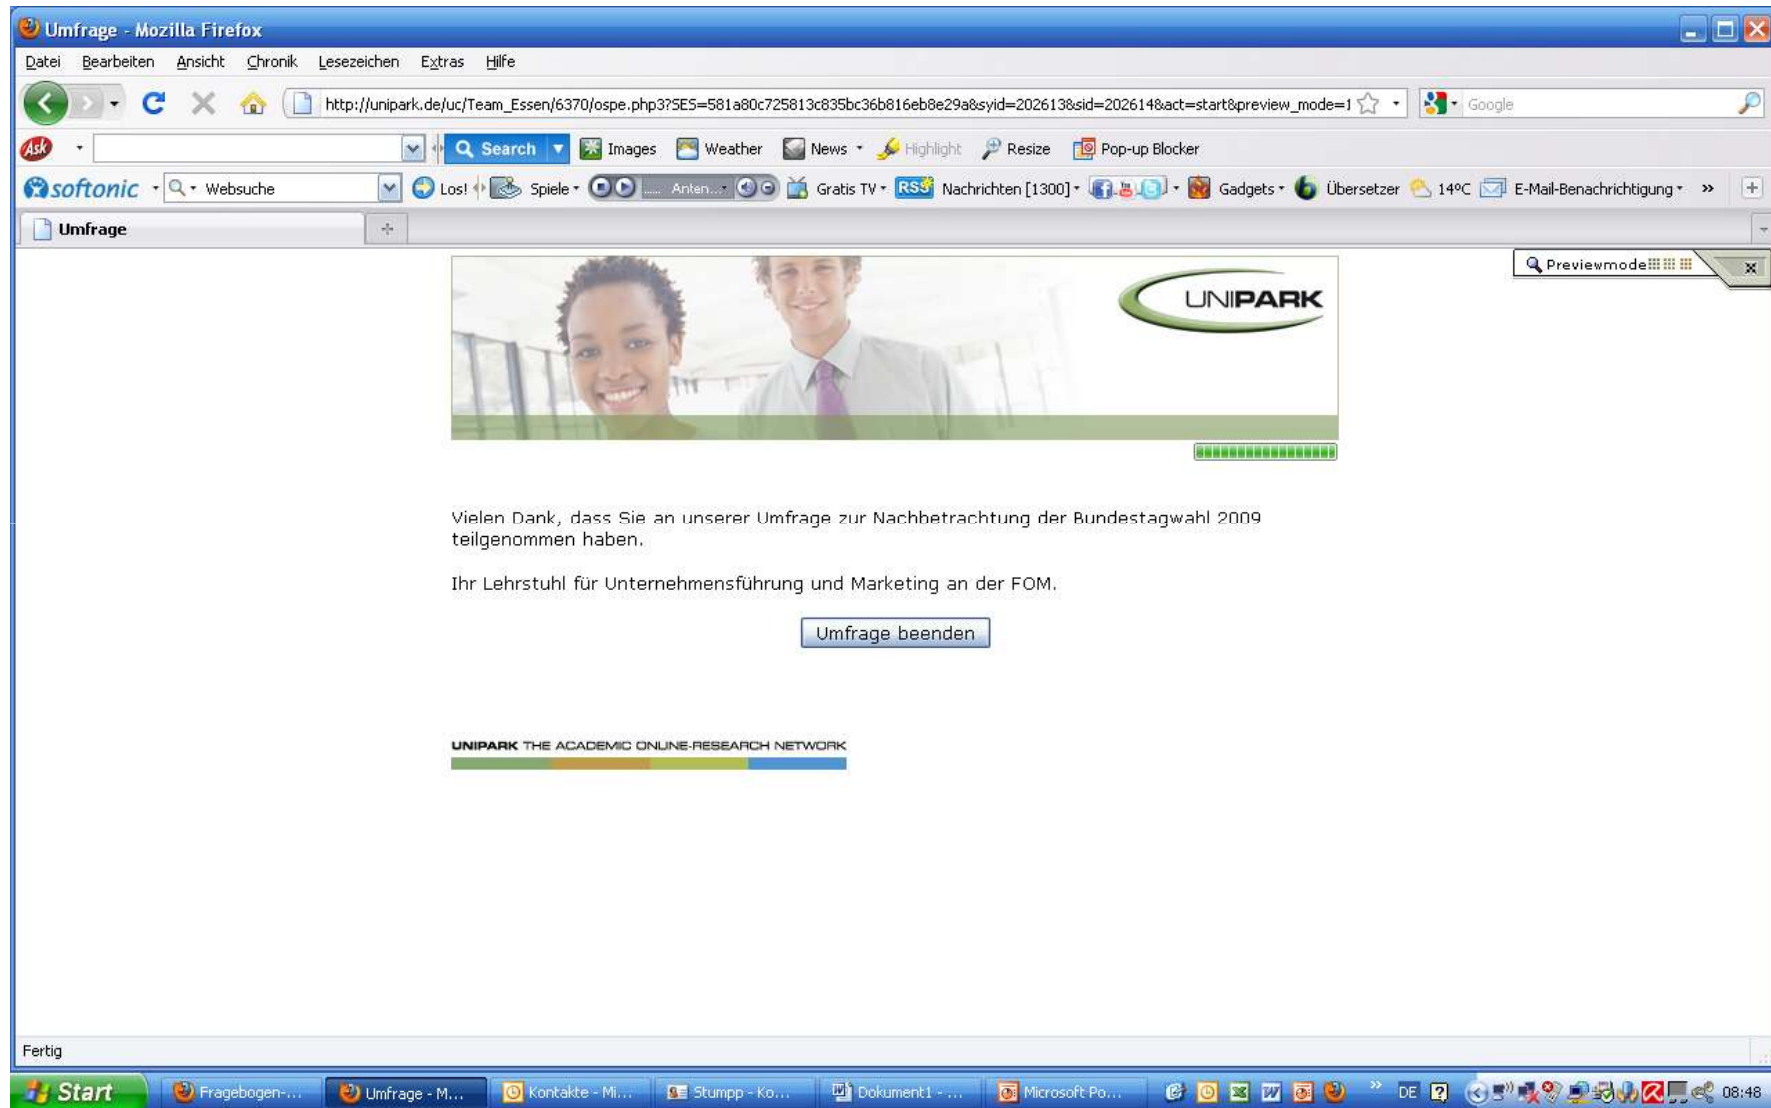 Umfrage - Mozilla Firefox
Datei Bearbeiten Ansicht Chronik Lesezeichen Extras Hilfe
http://unipark.de/uc/Team_Essen/6370/ospe.php3?SES=581a80c725813c835bc36b816eb8e29a&syid=202613&sid=202614&act=start&preview_mode=1 Google
Ask Search Images Weather News Highlight Resize Pop-up Blocker
softonic Websuche Los! Spiele Anten... Gratis TV RSS Nachrichten [1300] Gadgets Übersetzer 14°C E-Mail-Benachrichtigung »
Umfrage
Previewmode x
UNIPARK
Vielen Dank, dass Sie an unserer Umfrage zur Nachbetrachtung der Bundestagwahl 2009
teilgenommen haben.
Ihr Lehrstuhl für Unternehmensführung und Marketing an der FOM.
Umfrage beenden
UNIPARK THE ACADEMIC ONLINE-RESEARCH NETWORK
Fertig
Start Fragebogen-... Umfrage - M... Kontakte - Mi... Stumpp - Ko... Dokument1 - ... Microsoft Po... » DE 08:48